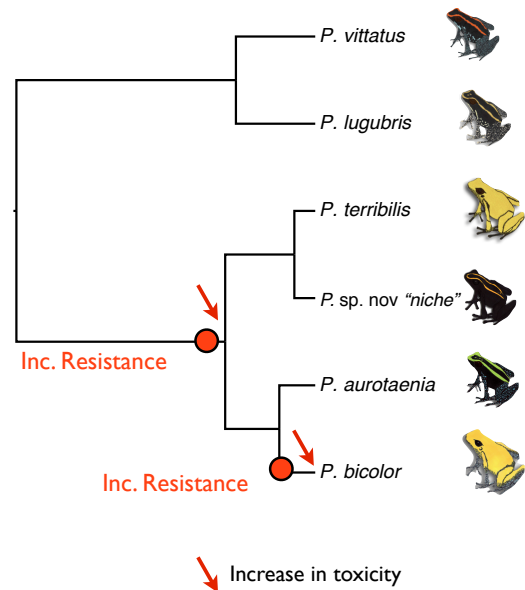 P. vittatus
P. lugubris
P. terribilis
P. sp. nov “niche”
Inc. Resistance
P. aurotaenia
P. bicolor
Inc. Resistance
Increase in toxicity